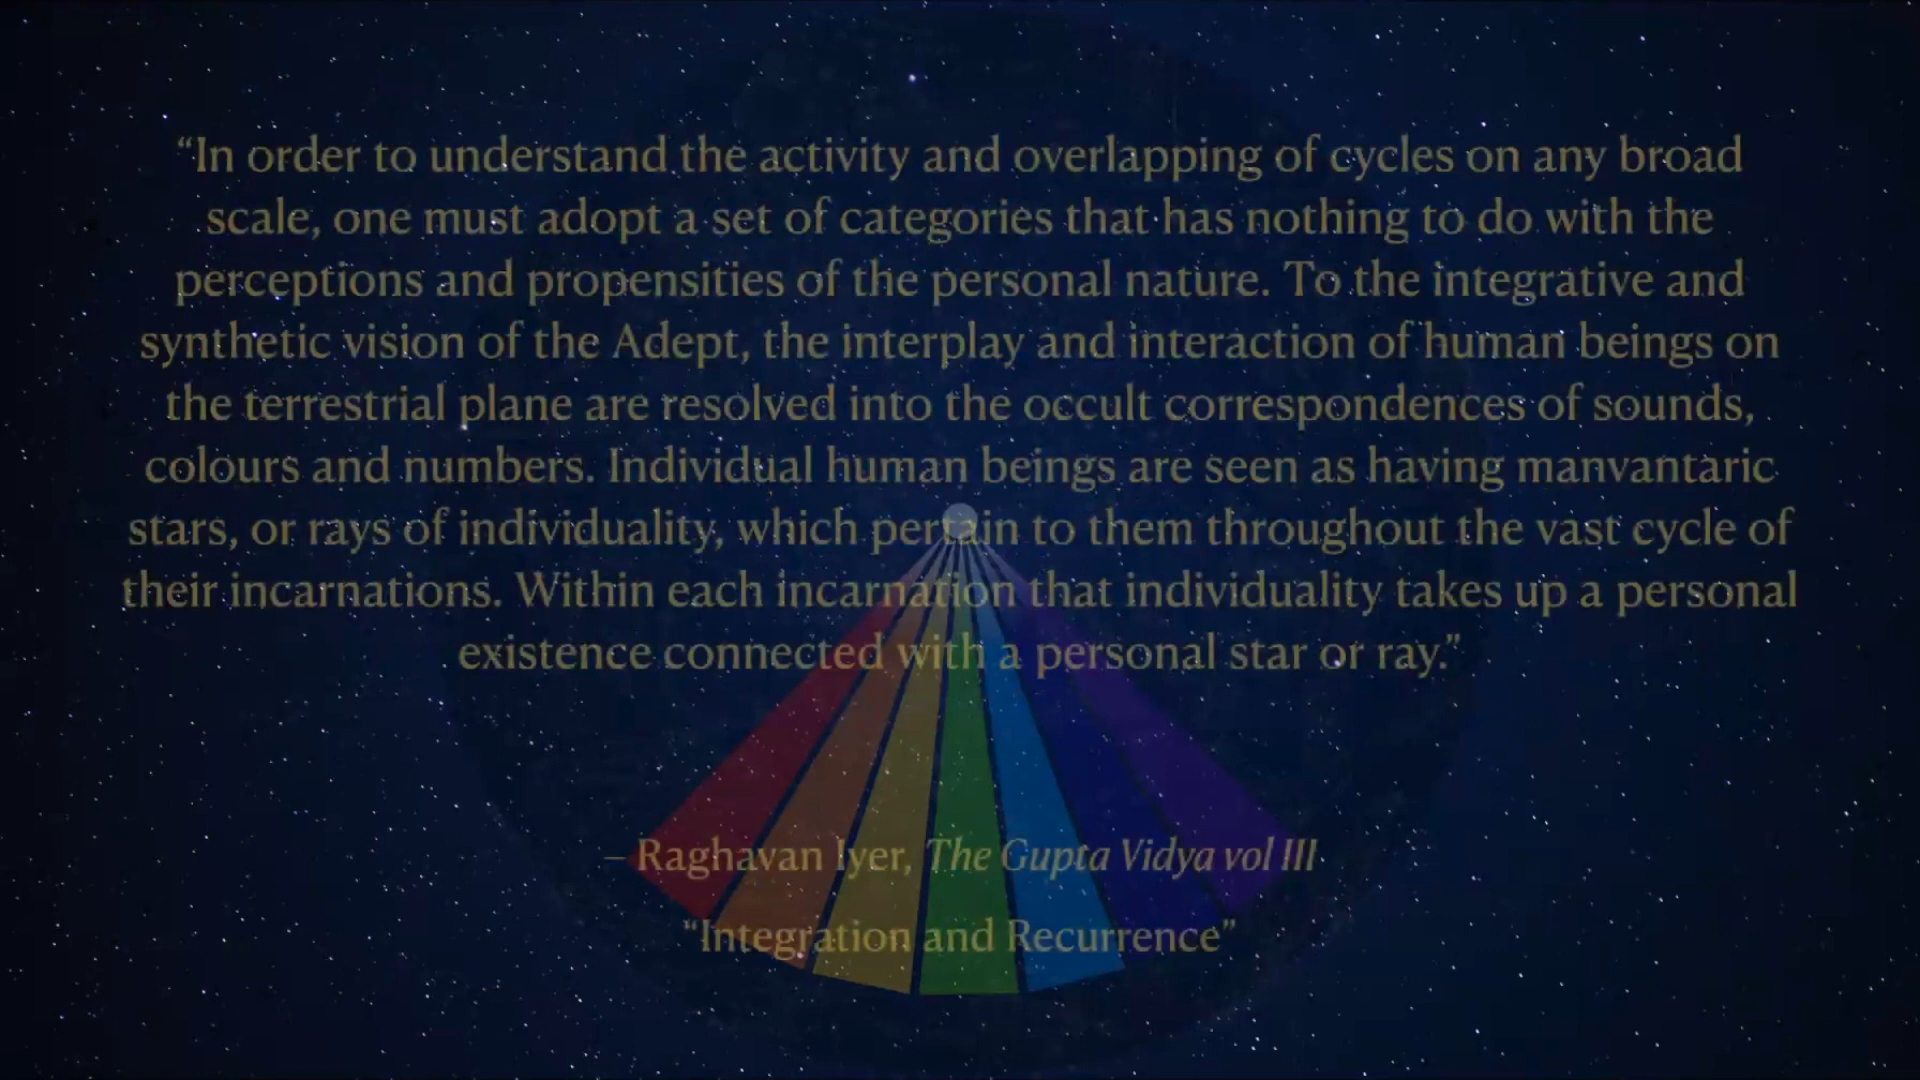 “In order to understand the activity and overlapping of cycles on any broad
scale, one must adopt a set of categories that has nothing to do with the
perceptions and propensities of the personal nature. To the integrative and
synthetic vision of the Adept, the interplay and interaction of human beings on
the terrestrial plane are resolved into the occult correspondences of sounds,
colours and numbers. Individual human beings are seen as having manvantaric
stars, or rays of individuality, which pertain to them throughout the vast cycle of
their incarnations. Within each incarnation that individuality takes up a personal
existence connected with a personal star or ray.”
– Raghavan Iyer, The Gupta Vidya vol III
“Integration and Recurrence”